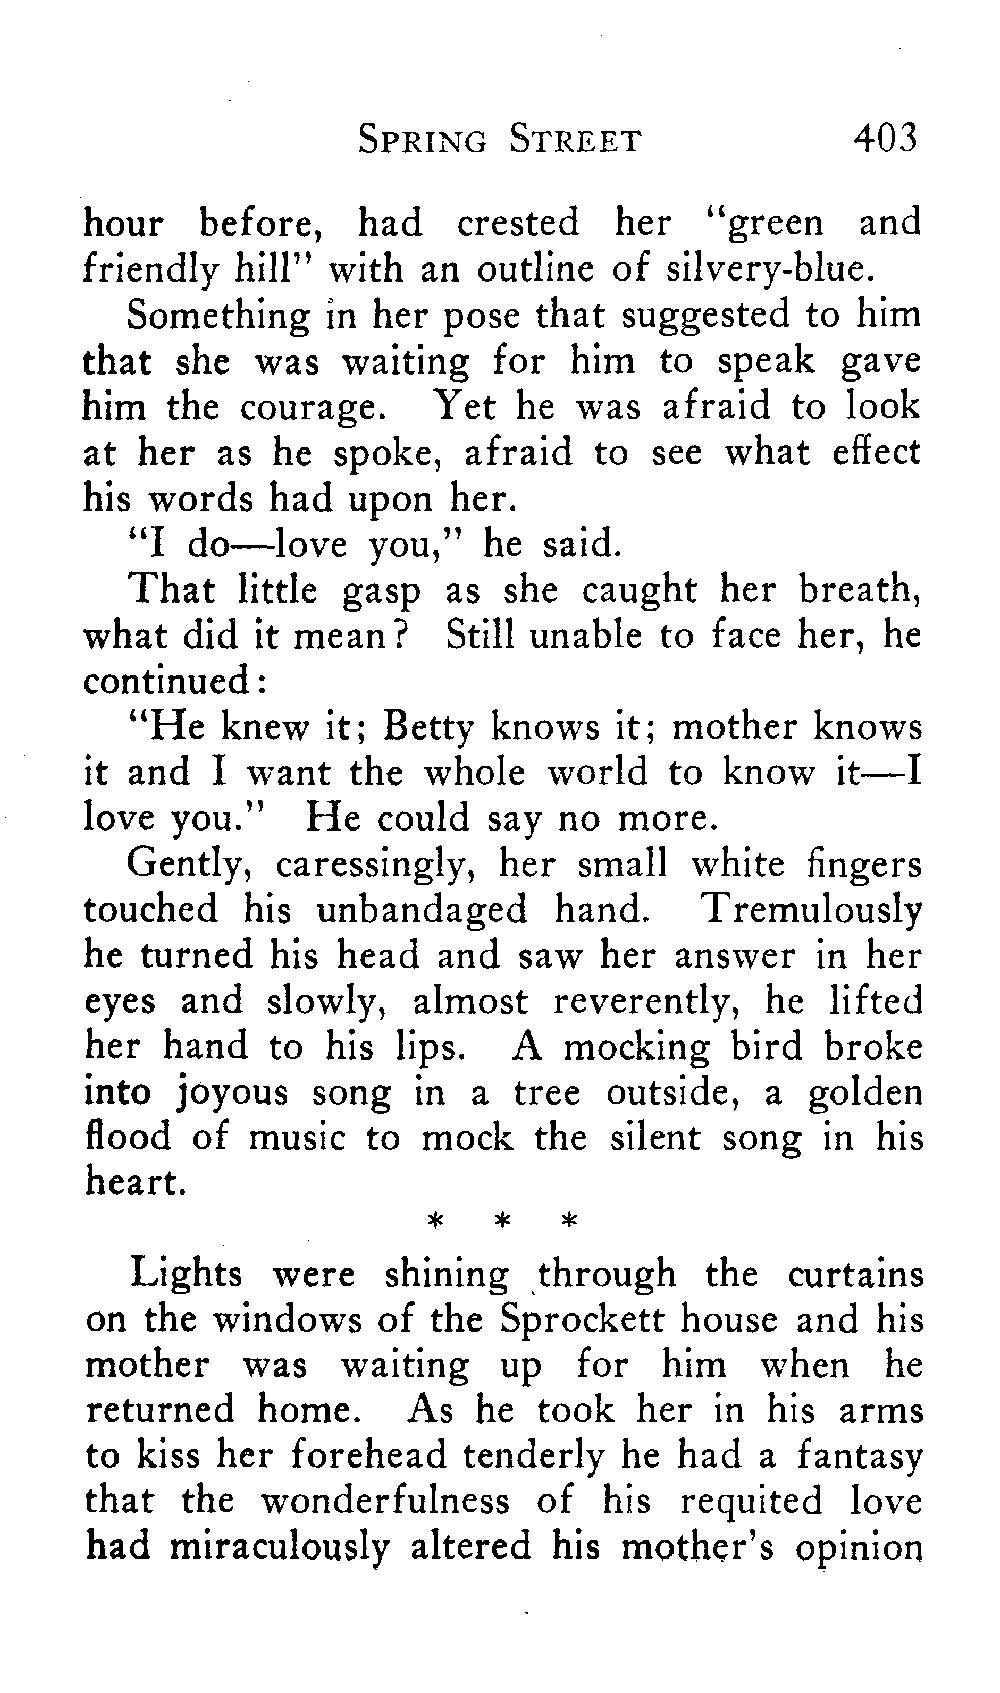 SPRING STREET 403
hour before, had crested her "green and
friendly hill" with an outline of silvery-blue.
Something in her pose that suggested to him
that she was waiting for him to speak gave
him the courage. Yet he was afraid to look
at her as he spoke, afraid to see what effect
his words had upon her.
"I do—love you," he said.
That little gasp as she caught her breath,
what did it mean? Still unable to face her, he
continued:
"He knew it; Betty knows it; mother knows
it and I want the whole world to know it—I
love you." He could say no more.
Gently, caressingly, her small white fingers
touched his unbandaged hand. Tremulously
he turned his head and saw her answer in her
eyes and slowly, almost reverently, he lifted
her hand to his lips. A mocking bird broke
into joyous song in a tree outside, a golden
flood of music to mock the silent song in his
heart.
* * *
Lights were shining through the curtains
on the windows of the Sprockett house and his
mother was waiting up for him when he
returned home. As he took her in his arms
to kiss her forehead tenderly he had a fantasy
that the wonderfulness of his requited love
had miraculously altered his mother's opinion